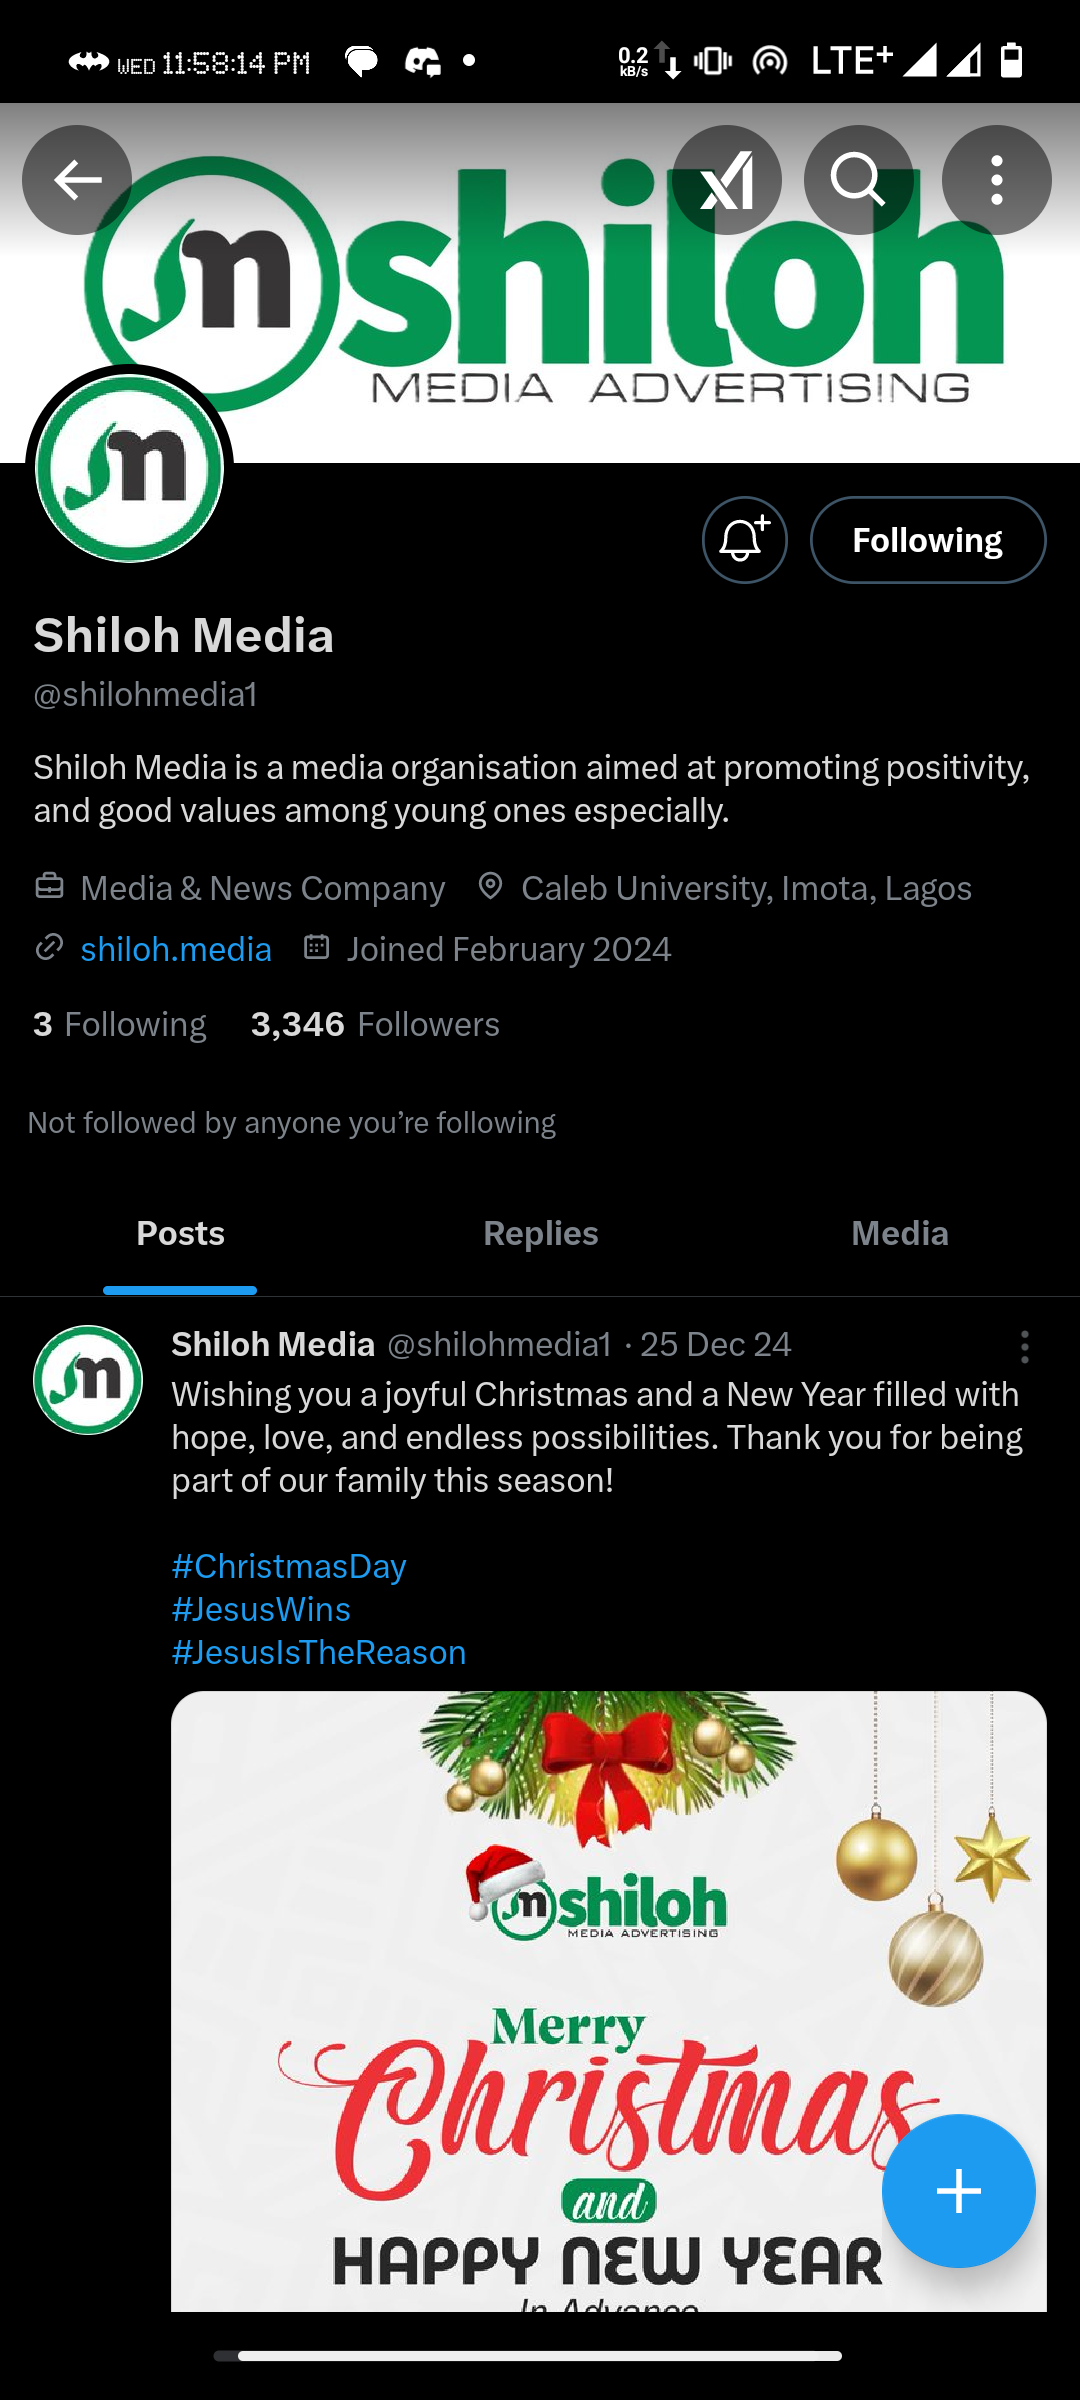 WED 11:58:14 PM
0.2
kB/s
LTE+
shiloh
MEDIA ADVERTISING
Following
Shiloh Media
@shilohmedia1
Shiloh Media is a media organisation aimed at promoting positivity,
and good values among young ones especially.
Media & News Company Caleb University, Imota, Lagos
shiloh.media Joined February 2024
3 Following 3,346 Followers
Not followed by anyone you’re following
Posts Replies Media
Shiloh Media @shilohmedia1 · 25 Dec 24
Wishing you a joyful Christmas and a New Year filled with
hope, love, and endless possibilities. Thank you for being
part of our family this season!
#ChristmasDay
#JesusWins
#JesusIsTheReason
shiloh
MEDIA ADVERTISING
Merry
Christmas
and
HAPPY NEW YEAR
In Advance